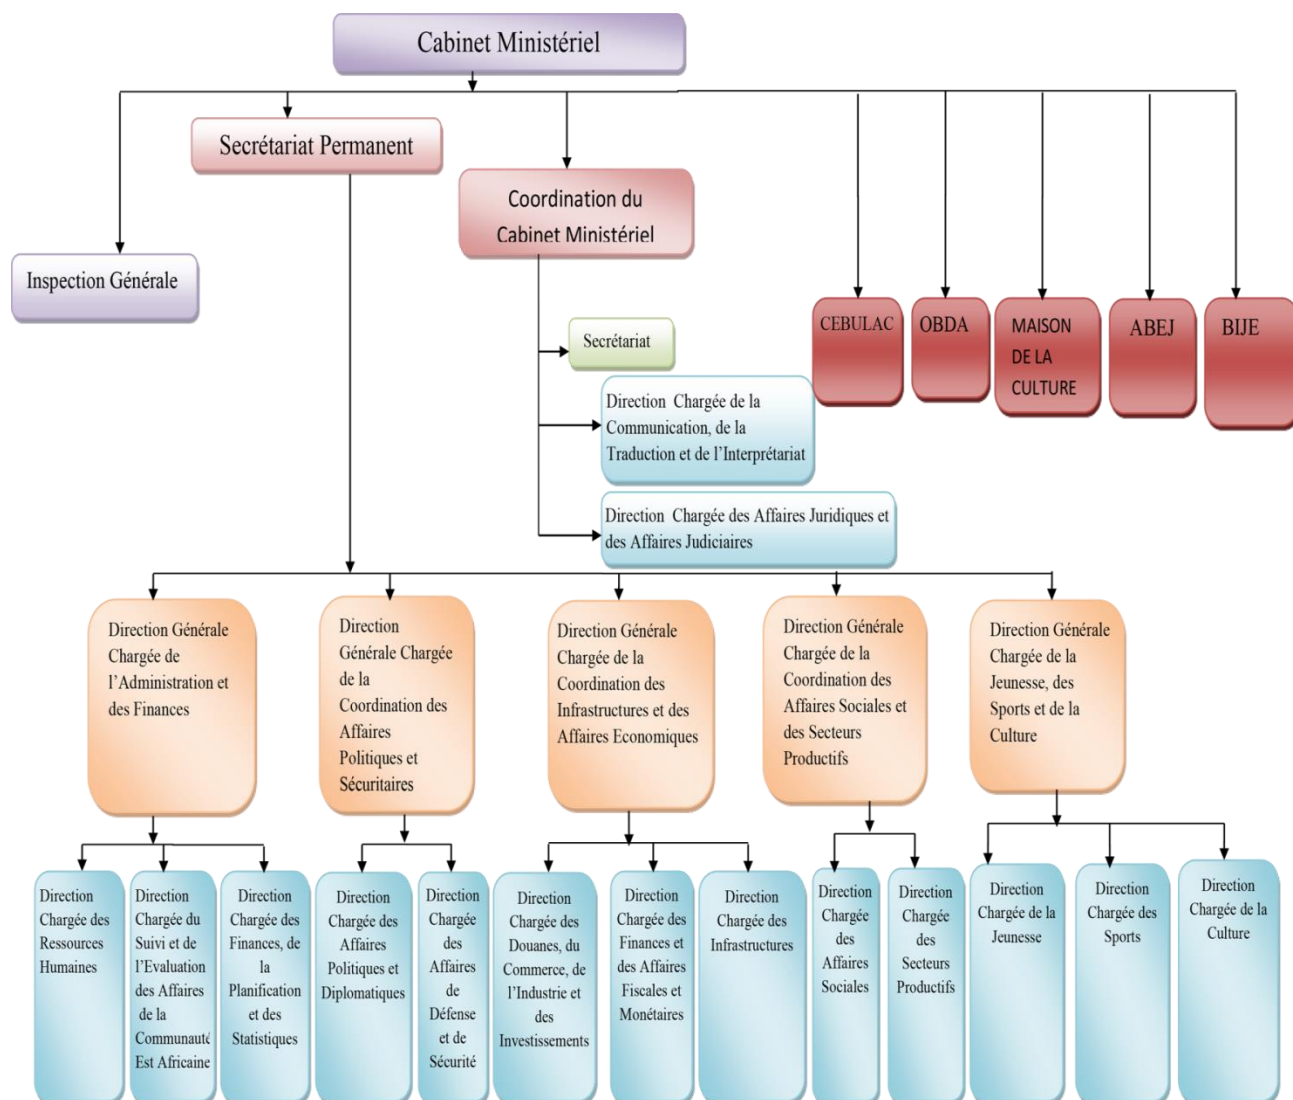 Cabinet Ministériel
Secrétariat Permanent
Coordination du
Cabinet Ministériel
Inspection Générale
CEBULAC
OBDA
MAISON
DE LA
CULTURE
ABEJ
BIJE
Secrétariat
Direction Chargée de la
Communication, de la
Traduction et de l’Interprétariat
Direction Chargée des Affaires Juridiques et
des Affaires Judiciaires
Direction Générale
Chargée de
l’Administration et
des Finances
Direction
Générale Chargée
de la
Coordination des
Affaires
Politiques et
Sécuritaires
Direction Générale
Chargée de la
Coordination des
Infrastructures et des
Affaires Economiques
Direction Générale
Chargée de la
Coordination des
Affaires Sociales et
des Secteurs
Productifs
Direction Générale
Chargée de la
Jeunesse, des
Sports et de la
Culture
Direction
Chargée des
Ressources
Humaines
Direction
Chargée du
Suivi et de
l’Evaluation
des Affaires
de la
Communauté
Est Africaine
Direction
Chargée des
Finances, de
la
Planification
et des
Statistiques
Direction
Chargée des
Affaires
Politiques et
Diplomatiques
Direction
Chargée
des
Affaires
de
Défense
et de
Sécurité
Direction
Chargée des
Douanes, du
Commerce, de
l’Industrie et
des
Investissements
Direction
Chargée des
Finances et
des Affaires
Fiscales et
Monétaires
Direction
Chargée des
Infrastructures
Direction
Chargée
des
Affaires
Sociales
Direction
Chargée
des
Secteurs
Productifs
Direction
Chargée de la
Jeunesse
Direction
Chargée des
Sports
Direction
Chargée de la
Culture